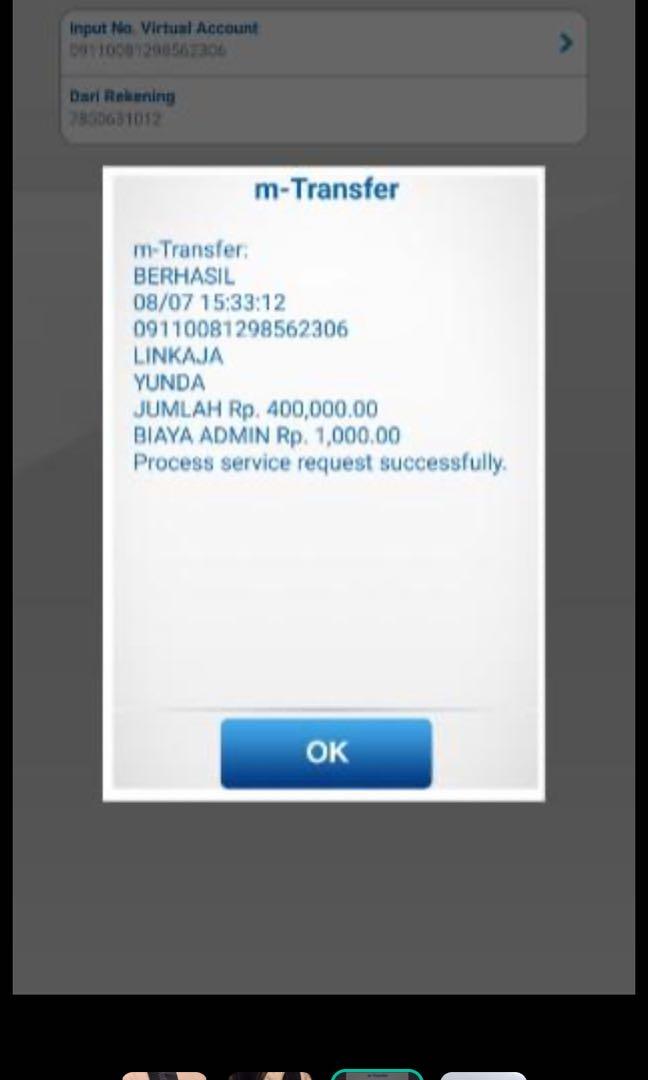 Input No. Virtual Account
09110081298562306
Dari Rekening
7850631012
m-Transfer
m-Transfer:
BERHASIL
08/07 15:33:12
09110081298562306
LINKAJA
YUNDA
JUMLAH Rp. 400,000.00
BIAYA ADMIN Rp. 1,000.00
Process service request successfully.
OK